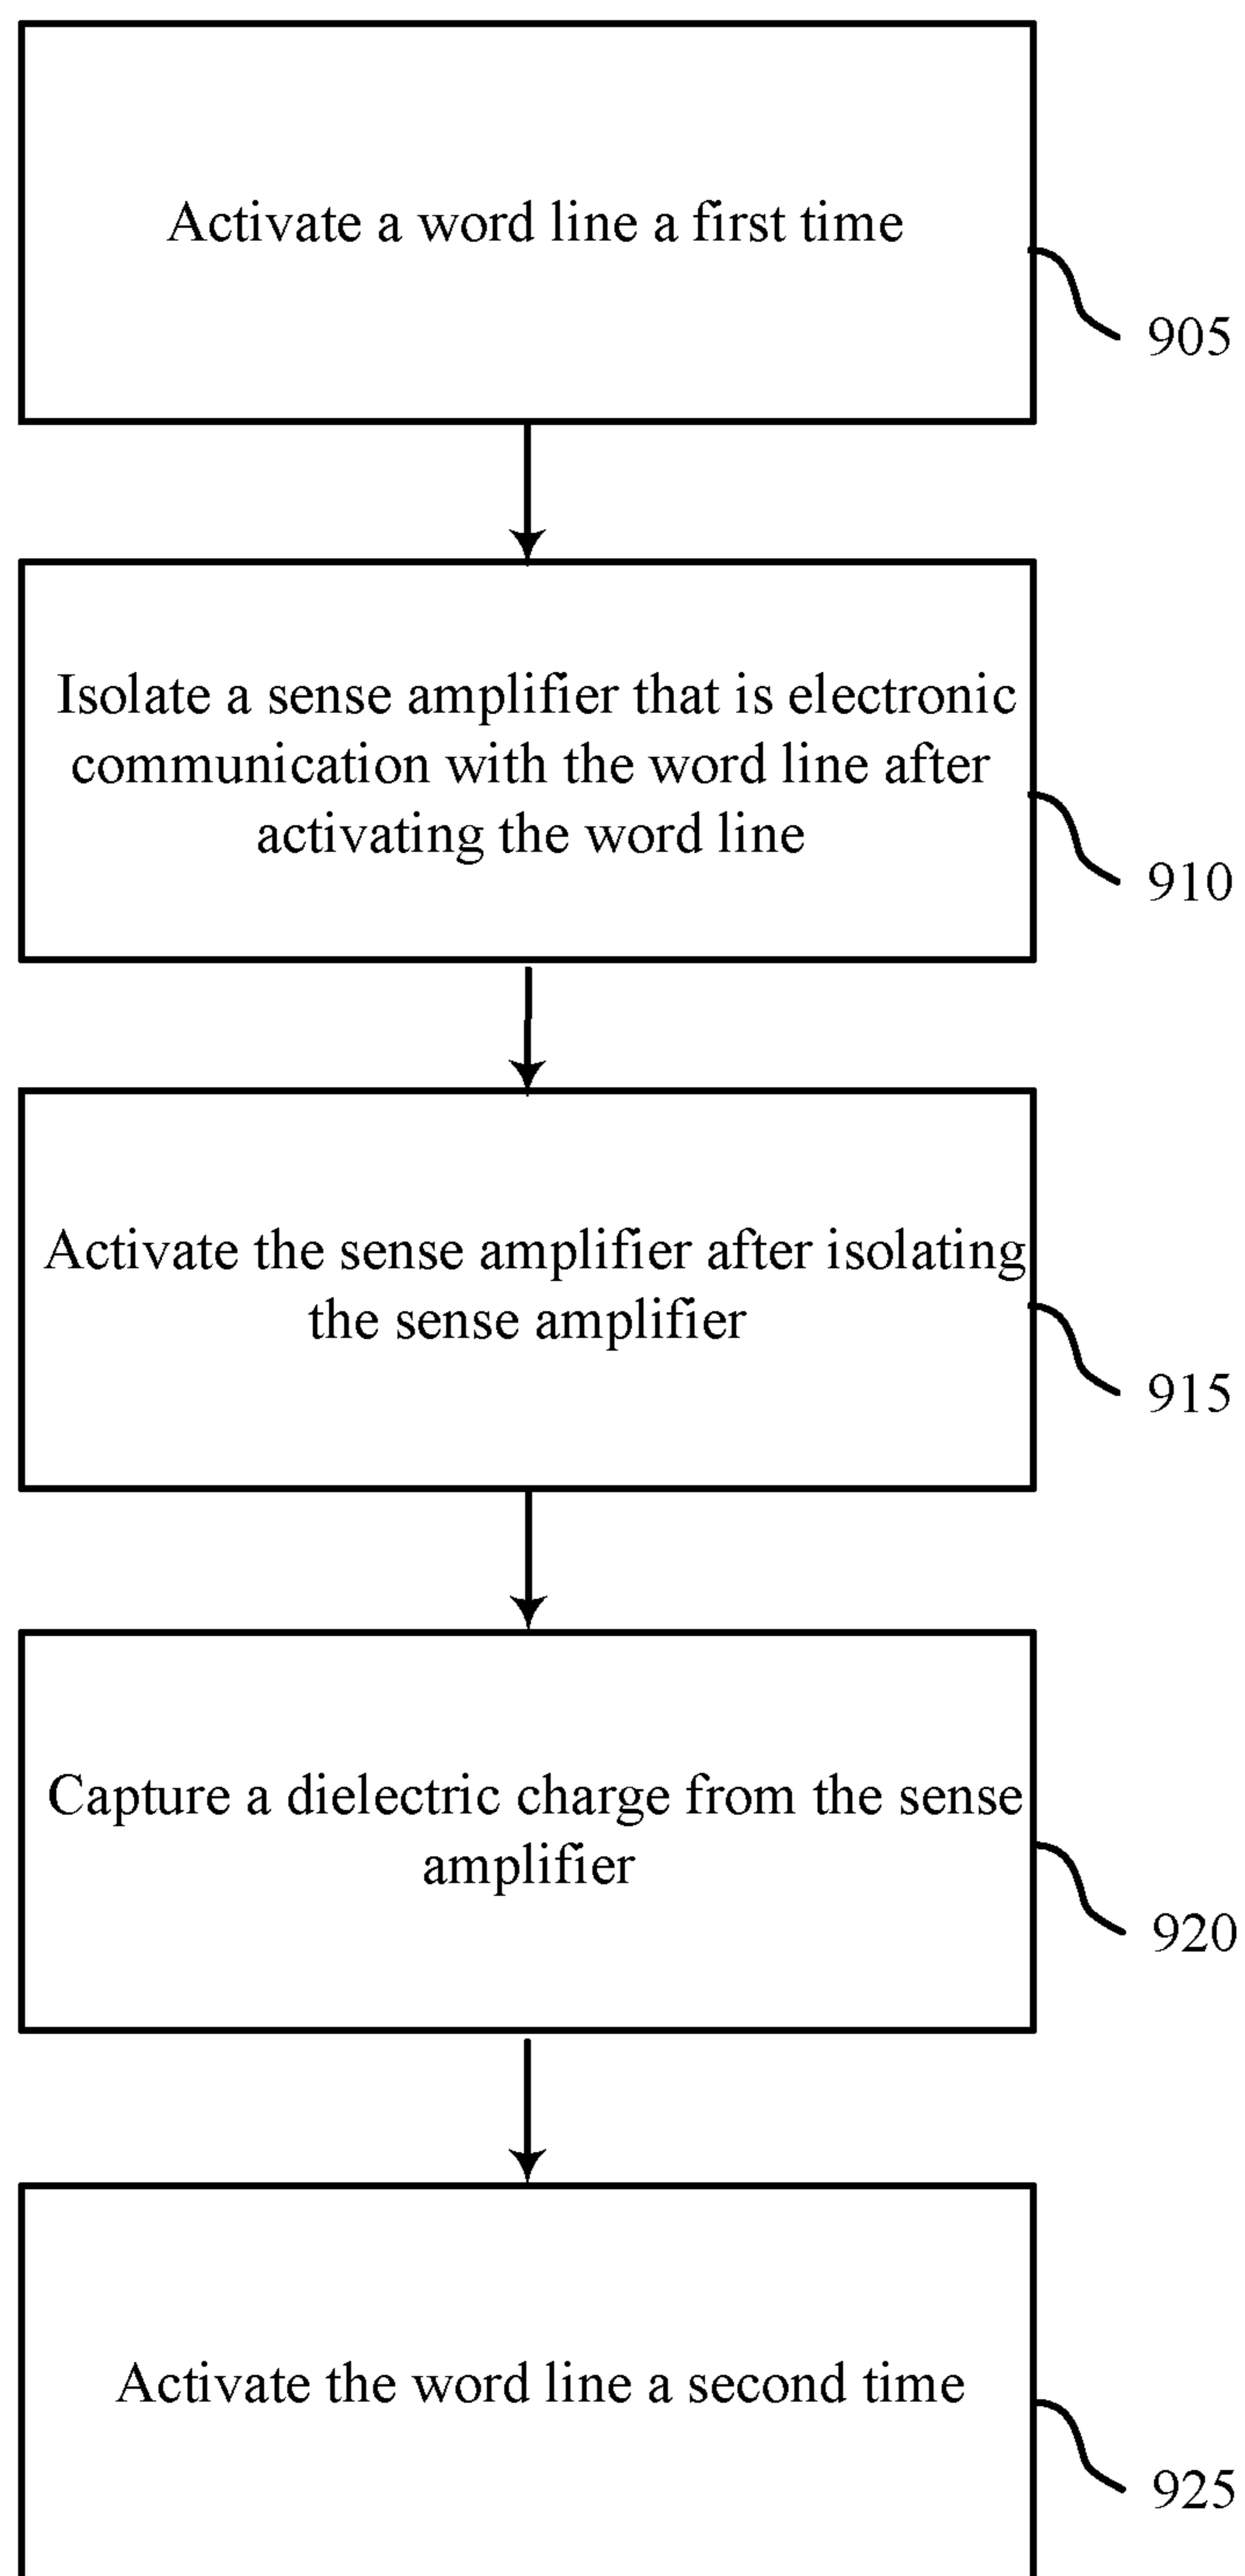 Activate a word line a first time
905
Isolate a sense amplifier that is electronic
communication with the word line after
activating the word line
910
Activate the sense amplifier after isolating
the sense amplifier
915
Capture a dielectric charge from the sense
amplifier
920
Activate the word line a second time
925